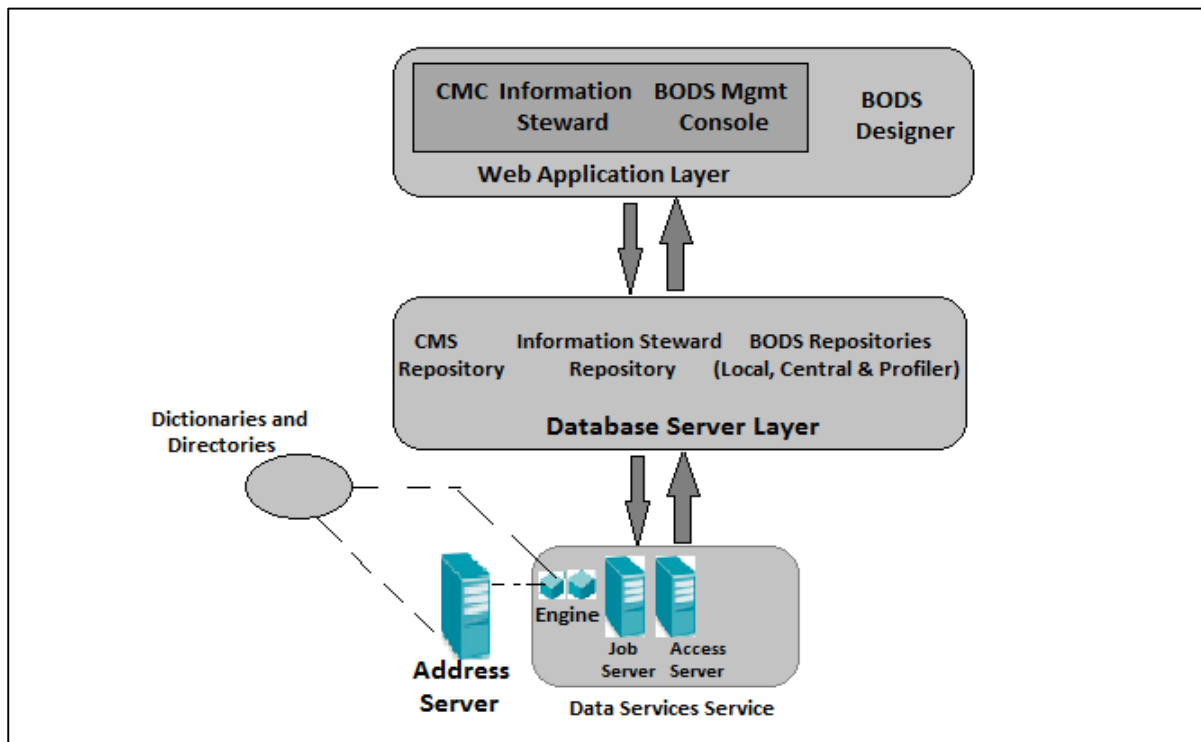 CMC Information Steward
BODS Mgmt Console
BODS Designer
Web Application Layer
CMS Repository
Information Steward Repository
BODS Repositories
(Local, Central & Profiler)
Database Server Layer
Dictionaries and
Directories
Engine
Job
Server
Access
Server
Address
Server
Data Services Service